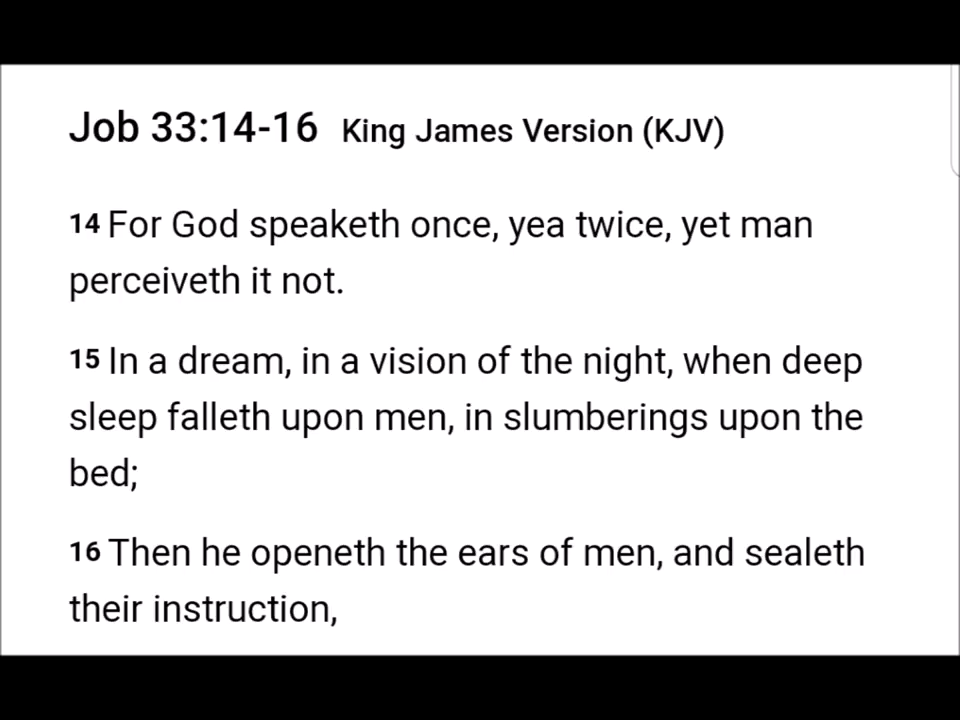 Job 33:14-16 King James Version (KJV)
14 For God speaketh once, yea twice, yet man
perceiveth it not.
15 In a dream, in a vision of the night, when deep
sleep falleth upon men, in slumberings upon the
bed;
16 Then he openeth the ears of men, and sealeth
their instruction,